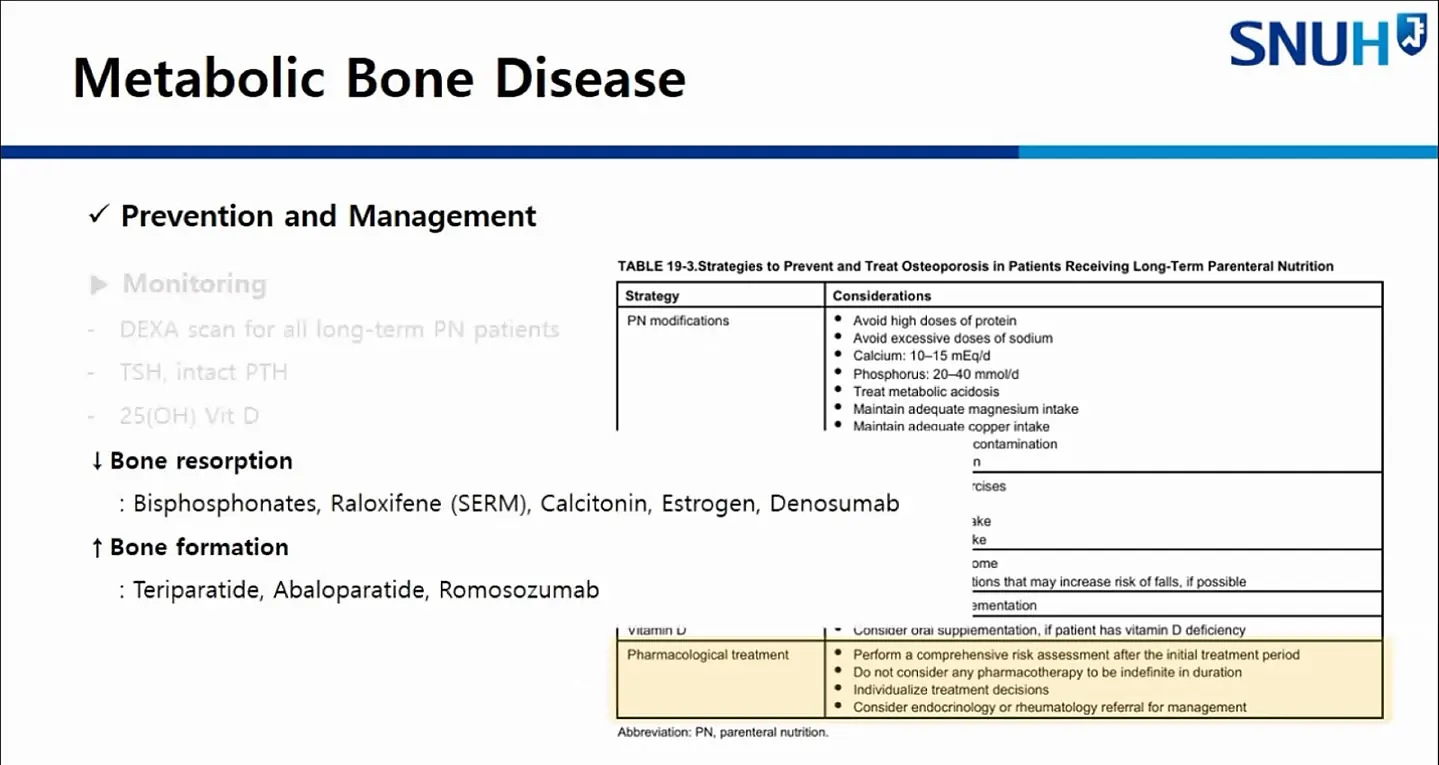 SNUH
Metabolic Bone Disease
✓ Prevention and Management
▶ Monitoring
- DEXA scan for all long-term PN patients
- TSH, intact PTH
- 25(OH) Vit D
↓ Bone resorption
: Bisphosphonates, Raloxifene (SERM), Calcitonin, Estrogen, Denosumab
↑ Bone formation
: Teriparatide, Abaloparatide, Romosozumab
TABLE 19-3.Strategies to Prevent and Treat Osteoporosis in Patients Receiving Long-Term Parenteral Nutrition
Strategy Considerations
PN modifications • Avoid high doses of protein
• Avoid excessive doses of sodium
• Calcium: 10–15 mEq/d
• Phosphorus: 20–40 mmol/d
• Treat metabolic acidosis
• Maintain adequate magnesium intake
• Maintain adequate copper intake
contamination
n
rcises
ake
ke
ome
tions that may increase risk of falls, if possible
ementation
Vitamin D • Consider oral supplementation, if patient has vitamin D deficiency
Pharmacological treatment • Perform a comprehensive risk assessment after the initial treatment period
• Do not consider any pharmacotherapy to be indefinite in duration
• Individualize treatment decisions
• Consider endocrinology or rheumatology referral for management
Abbreviation: PN, parenteral nutrition.